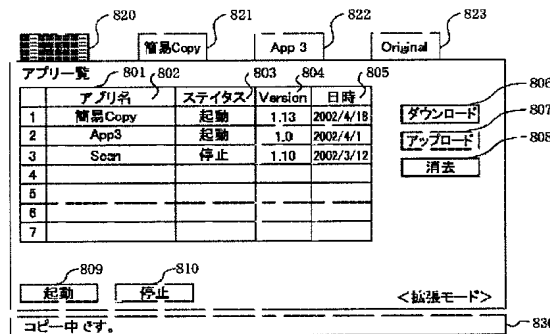 820 821 822 823
簡易Copy App 3 Original
アプリ一覧 801 802 803 804 805
アプリ名 ステイタス Version 日時
1 簡易Copy 起動 1.13 2002/4/18
2 App3 起動 1.0 2002/4/1
3 Scan 停止 1.10 2002/3/12
4
5
6
7
ダウンロード 806
アップロード 807
消去 808
809 810
起動 停止 <拡張モード>
コピー中です。 830